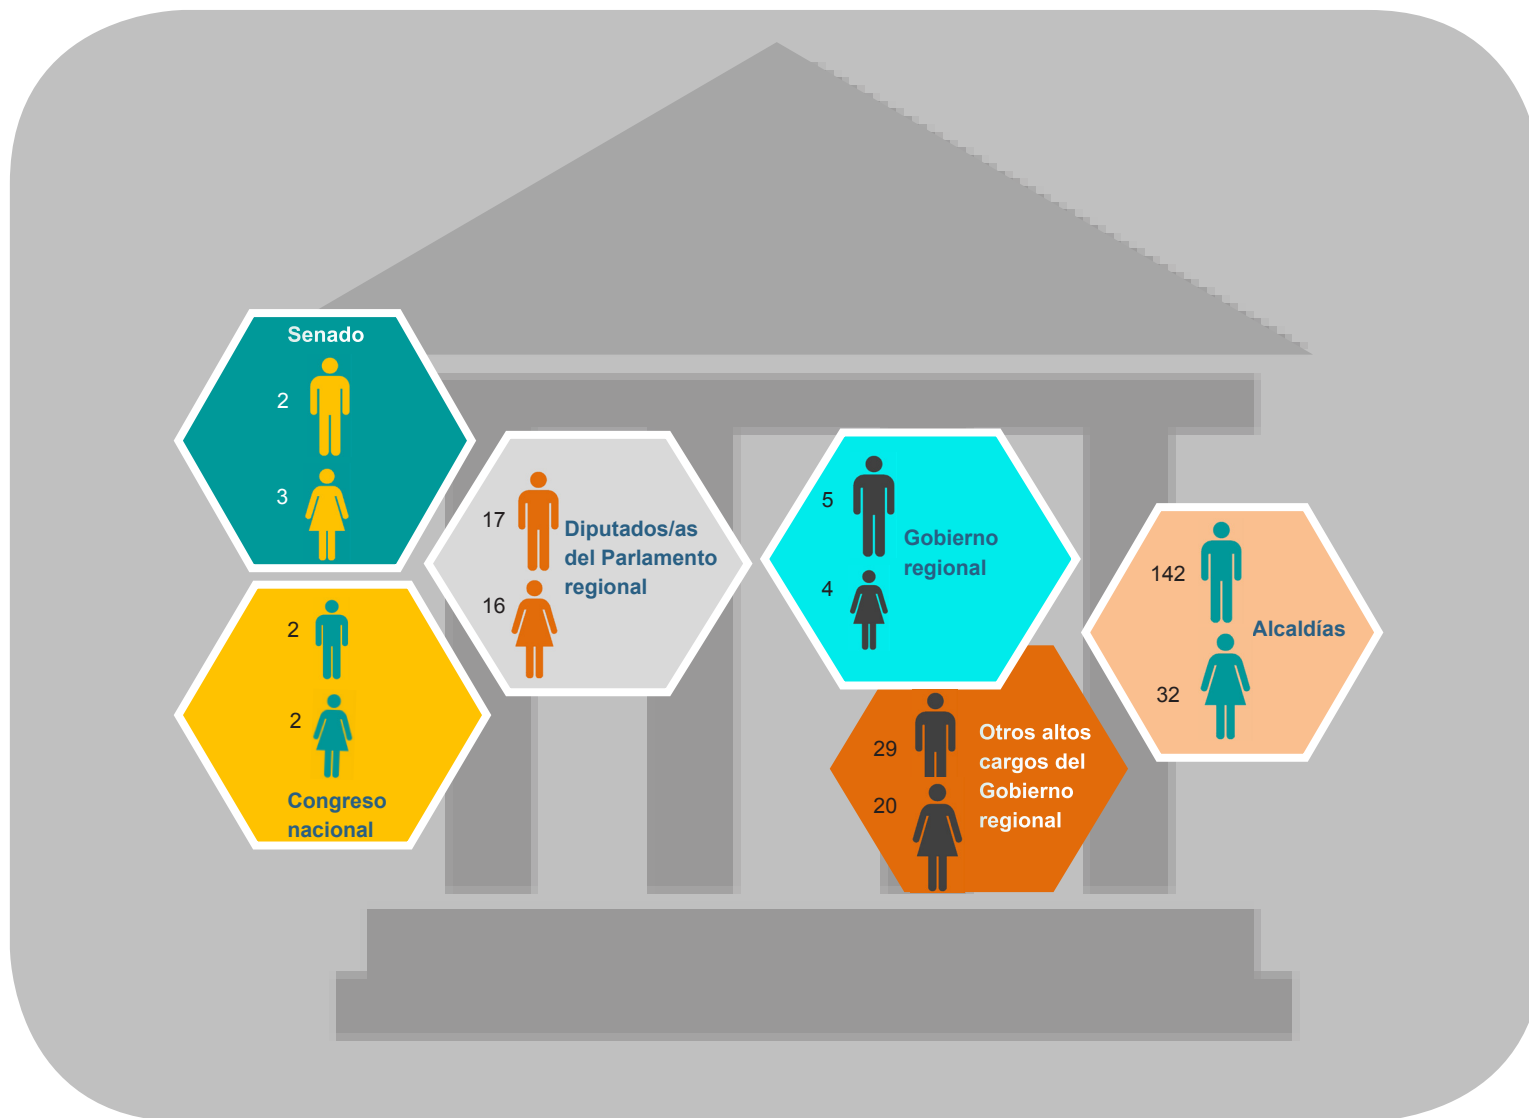 Senado
2
3
2
2
Congreso
nacional
17
16
Diputados/as
del Parlamento
regional
5
4
Gobierno
regional
29
20
Otros altos
cargos del
Gobierno
regional
142
32
Alcaldías